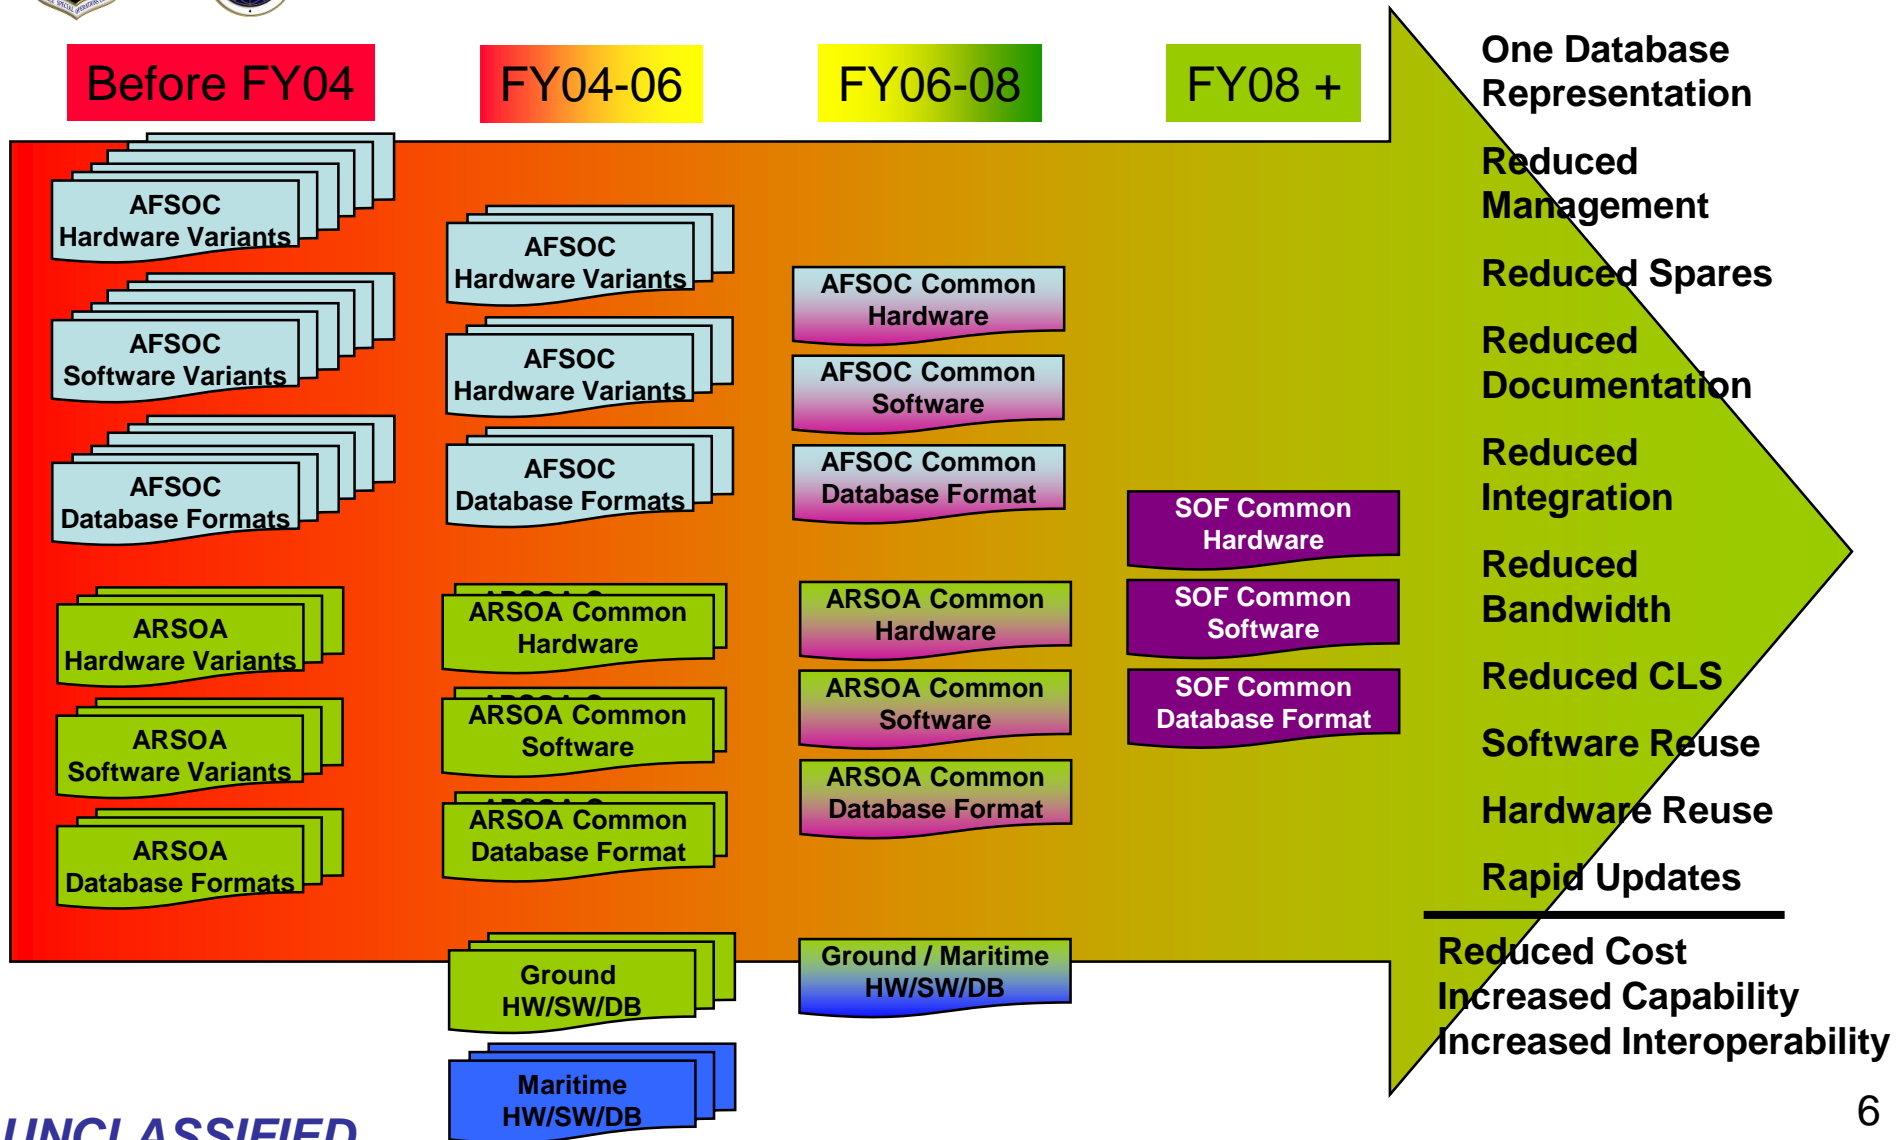 Before FY04
FY04-06
FY06-08
FY08 +
AFSOC
Hardware Variants
AFSOC
Software Variants
AFSOC
Database Formats
ARSOA
Hardware Variants
ARSOA
Software Variants
ARSOA
Database Formats
AFSOC
Hardware Variants
AFSOC
Hardware Variants
AFSOC
Database Formats
ARSOA Common
Hardware
ARSOA Common
Software
ARSOA Common
Database Format
Ground
HW/SW/DB
Maritime
HW/SW/DB
AFSOC Common
Hardware
AFSOC Common
Software
AFSOC Common
Database Format
ARSOA Common
Hardware
ARSOA Common
Software
ARSOA Common
Database Format
Ground / Maritime
HW/SW/DB
SOF Common
Hardware
SOF Common
Software
SOF Common
Database Format
One Database
Representation
Reduced
Management
Reduced Spares
Reduced
Documentation
Reduced
Integration
Reduced
Bandwidth
Reduced CLS
Software Reuse
Hardware Reuse
Rapid Updates
Reduced Cost
Increased Capability
Increased Interoperability
UNCLASSIFIED
6